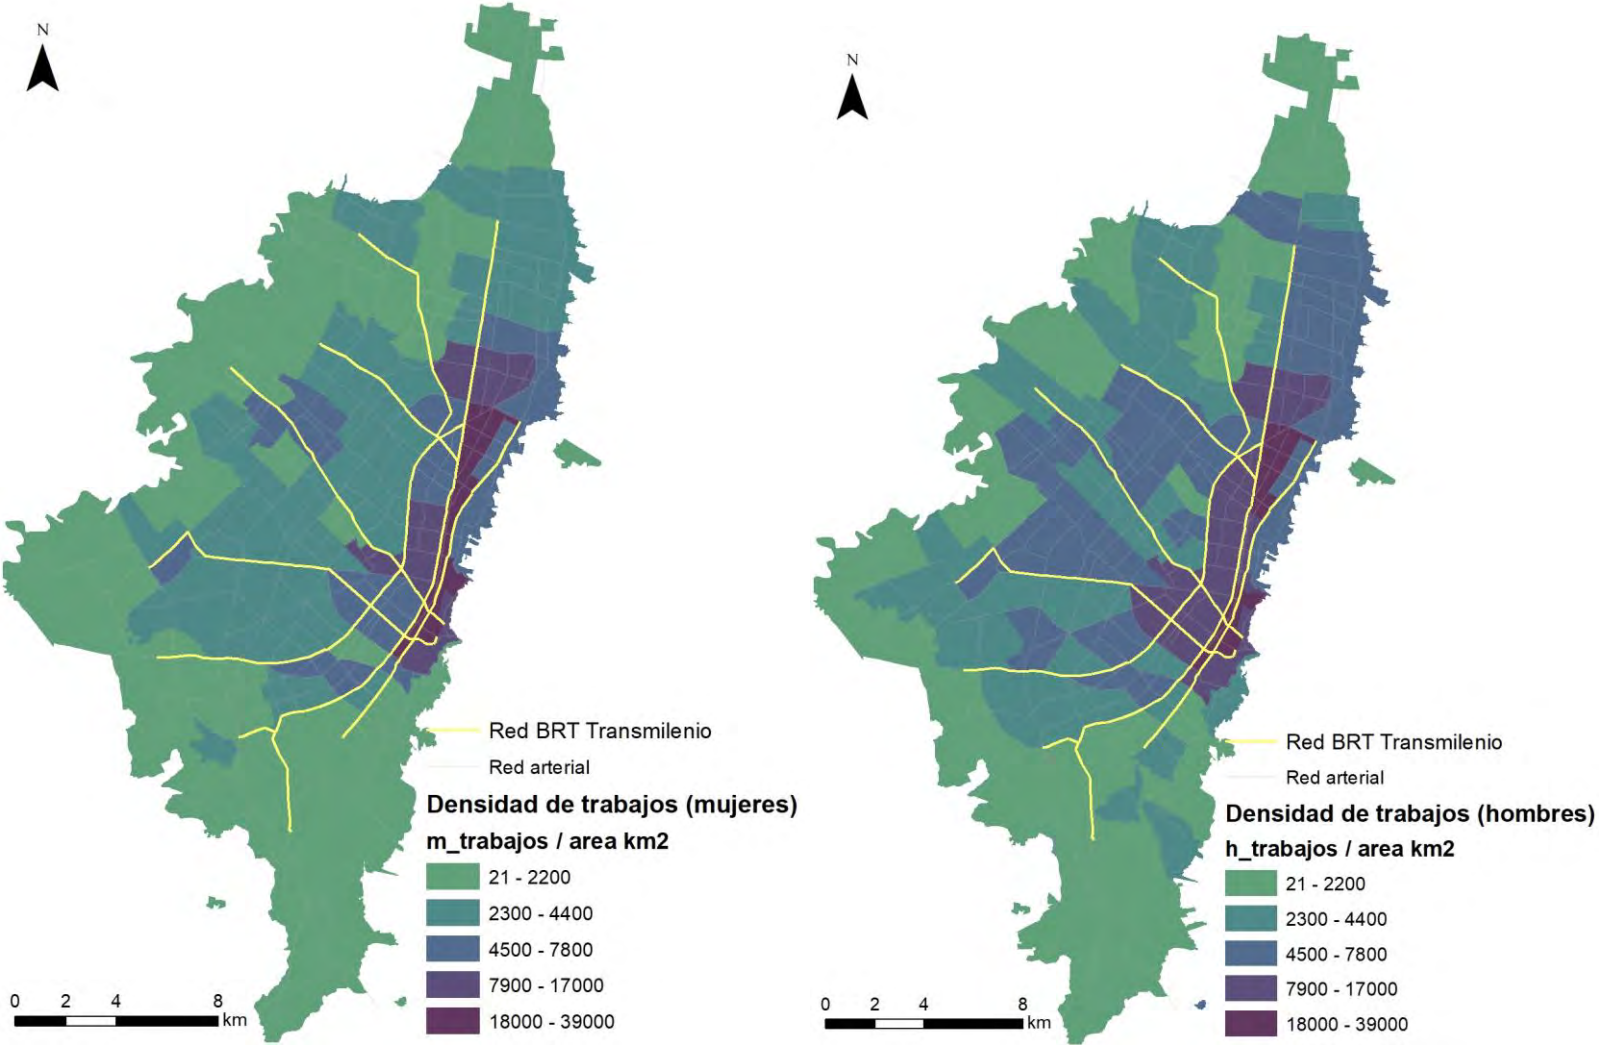 N
Red BRT Transmilenio
Red arterial
Densidad de trabajos (mujeres)
m_trabajos / area km2
21 - 2200
2300 - 4400
4500 - 7800
7900 - 17000
18000 - 39000
0 2 4 8 km
N
Red BRT Transmilenio
Red arterial
Densidad de trabajos (hombres)
h_trabajos / area km2
21 - 2200
2300 - 4400
4500 - 7800
7900 - 17000
18000 - 39000
0 2 4 8 km